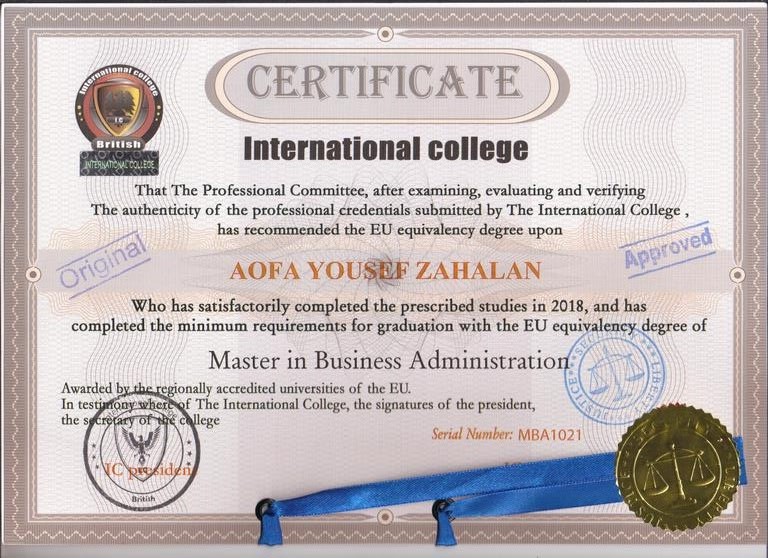 CERTIFICATE
International college
British
INTERNATIONAL COLLEGE
International college
That The Professional Committee, after examining, evaluating and verifying
The authenticity of the professional credentials submitted by The International College ,
has recommended the EU equivalency degree upon
Original
Approved
AOFA YOUSEF ZAHALAN
Who has satisfactorily completed the prescribed studies in 2018, and has
completed the minimum requirements for graduation with the EU equivalency degree of
Master in Business Administration
Awarded by the regionally accredited universities of the EU.
In testimony where of The International College, the signatures of the president,
the secretary of the college
LIBERTY
JUSTICE
Serial Number: MBA1021
IC president
British